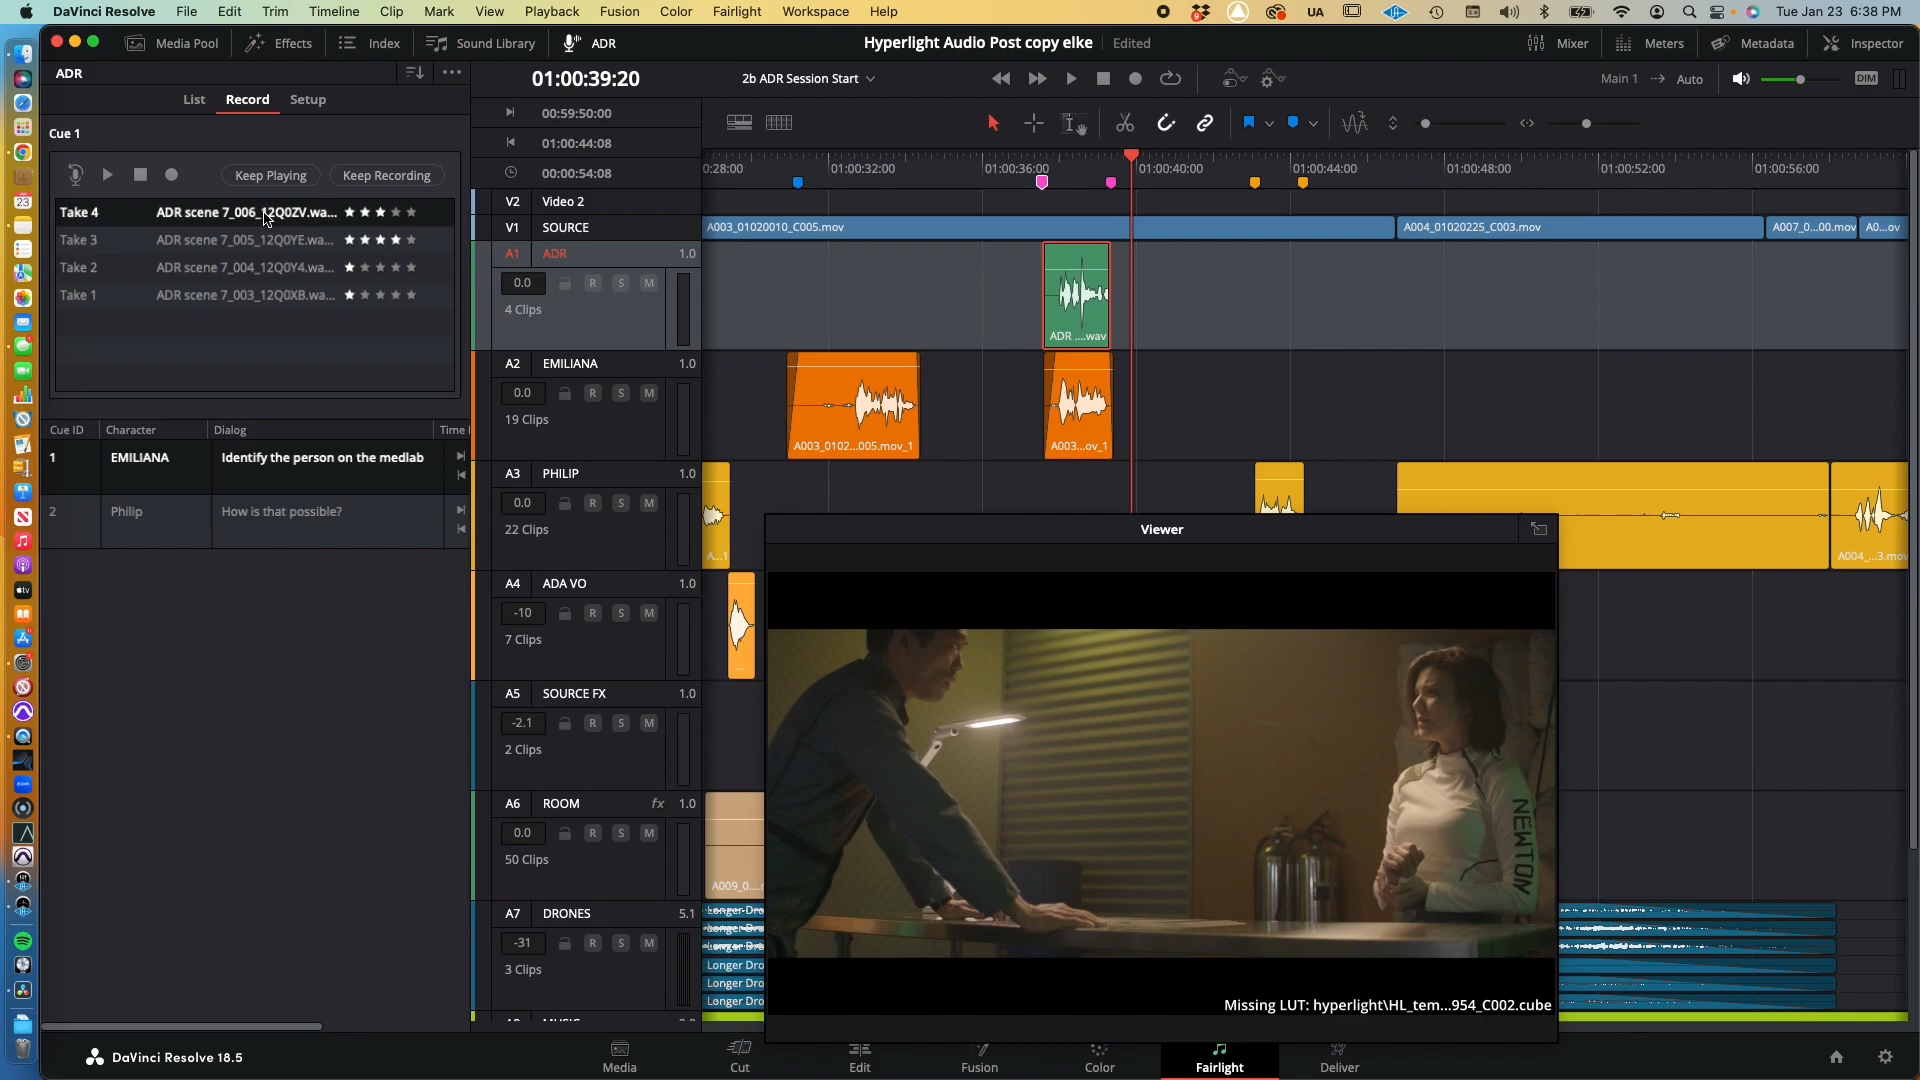 DaVinci Resolve File Edit Trim Timeline Clip Mark View Playback Fusion Color Fairlight Workspace Help UA Tue Jan 23 6:38 PM
Media Pool Effects Index Sound Library ADR Hyperlight Audio Post copy elke Edited Mixer Meters Metadata Inspector
ADR 01:00:39:20 2b ADR Session Start Main 1 Auto DIM
List Record Setup
00:59:50:00
01:00:44:08
00:00:54:08
0:28:00 01:00:32:00 01:00:36:00 01:00:40:00 01:00:44:00 01:00:48:00 01:00:52:00 01:00:56:00
Cue 1
Keep Playing Keep Recording
Take 4 ADR scene 7_006_12Q0ZV.wa...
Take 3 ADR scene 7_005_12Q0YE.wa...
Take 2 ADR scene 7_004_12Q0Y4.wa...
Take 1 ADR scene 7_003_12Q0XB.wa...
Cue ID Character Dialog Time
1 EMILIANA Identify the person on the medlab
2 Philip How is that possible?
V2 Video 2
V1 SOURCE A003_01020010_C005.mov A004_01020225_C003.mov A007_0...00.mov A0...ov
A1 ADR 1.0
0.0 R S M
4 Clips
ADR ....wav
A2 EMILIANA 1.0
0.0 R S M
19 Clips
A003_0102...005.mov_1 A003...ov_1
A3 PHILIP 1.0
0.0 R S M
22 Clips
A...1 A004_...3.mov
A4 ADA VO 1.0
-10 R S M
7 Clips
...
A5 SOURCE FX 1.0
-2.1 R S M
2 Clips
A6 ROOM fx 1.0
0.0 R S M
50 Clips
A009_0....
A7 DRONES 5.1
-31 R S M
3 Clips
Longer Dro
Longer Dro
Longer Dro
Longer Dro
Longer Dro
Longer Dro
Viewer
NEWTON
Missing LUT: hyperlight\HL_tem...954_C002.cube
DaVinci Resolve 18.5 Media Cut Edit Fusion Color Fairlight Deliver